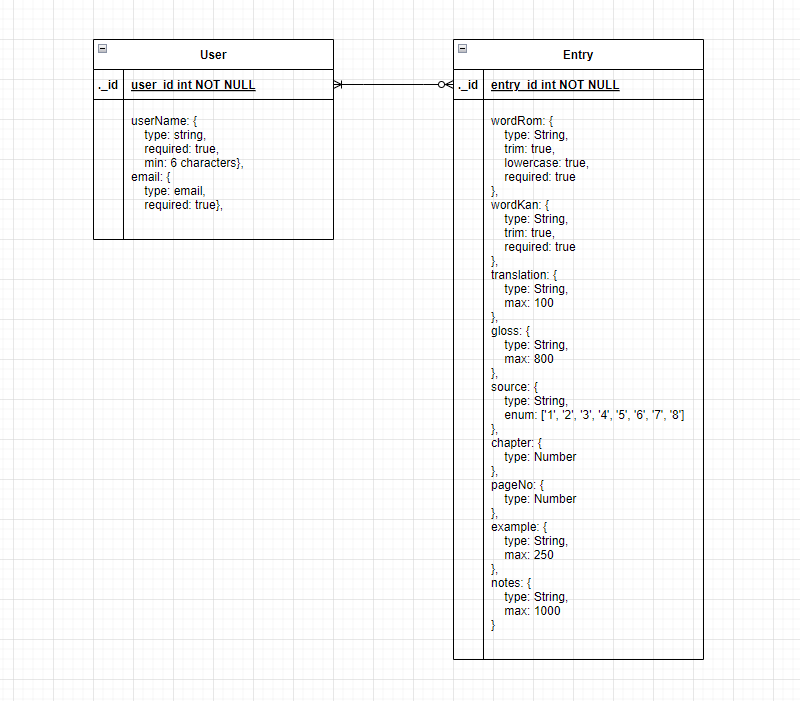 User
._id user_id int NOT NULL
userName: {
type: string,
required: true,
min: 6 characters},
email: {
type: email,
required: true},
Entry
._id entry_id int NOT NULL
wordRom: {
type: String,
trim: true,
lowercase: true,
required: true
},
wordKan: {
type: String,
trim: true,
required: true
},
translation: {
type: String,
max: 100
},
gloss: {
type: String,
max: 800
},
source: {
type: String,
enum: ['1', '2', '3', '4', '5', '6', '7', '8']
},
chapter: {
type: Number
},
pageNo: {
type: Number
},
example: {
type: String,
max: 250
},
notes: {
type: String,
max: 1000
}